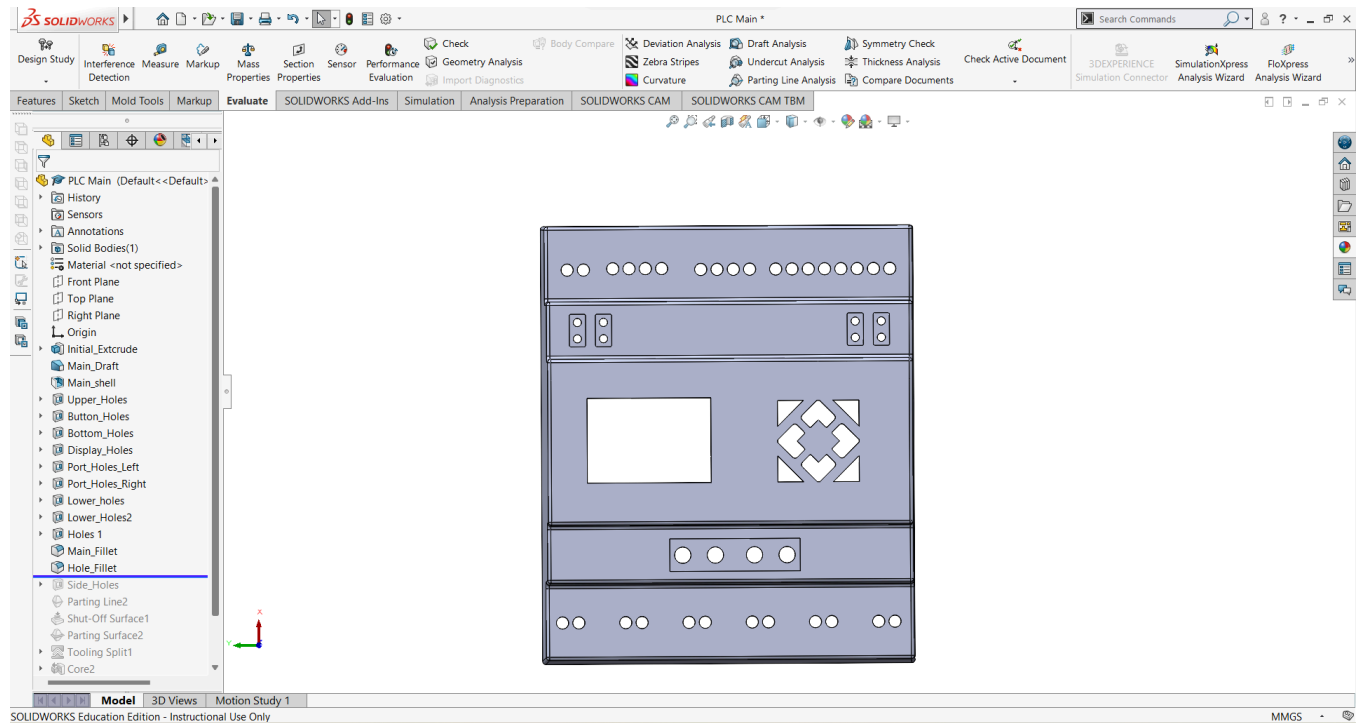 SOLIDWORKS
PLC Main *
Search Commands
Design Study
Interference Detection
Measure
Markup
Mass Properties
Section Properties
Sensor
Performance Evaluation
Check
Geometry Analysis
Import Diagnostics
Body Compare
Deviation Analysis
Zebra Stripes
Curvature
Draft Analysis
Undercut Analysis
Parting Line Analysis
Symmetry Check
Thickness Analysis
Compare Documents
Check Active Document
3DEXPERIENCE Simulation Connector
SimulationXpress Analysis Wizard
FloXpress Analysis Wizard
Features Sketch Mold Tools Markup Evaluate SOLIDWORKS Add-Ins Simulation Analysis Preparation SOLIDWORKS CAM SOLIDWORKS CAM TBM
PLC Main (Default<<Default>
History
Sensors
Annotations
Solid Bodies(1)
Material <not specified>
Front Plane
Top Plane
Right Plane
Origin
Initial_Extcrude
Main_Draft
Main_shell
Upper_Holes
Button_Holes
Bottom_Holes
Display_Holes
Port_Holes_Left
Port_Holes_Right
Lower_holes
Lower_Holes2
Holes 1
Main_Fillet
Hole_Fillet
Side_Holes
Parting Line2
Shut-Off Surface1
Parting Surface2
Tooling Split1
Core2
X
Y
Model 3D Views Motion Study 1
SOLIDWORKS Education Edition - Instructional Use Only
MMGS